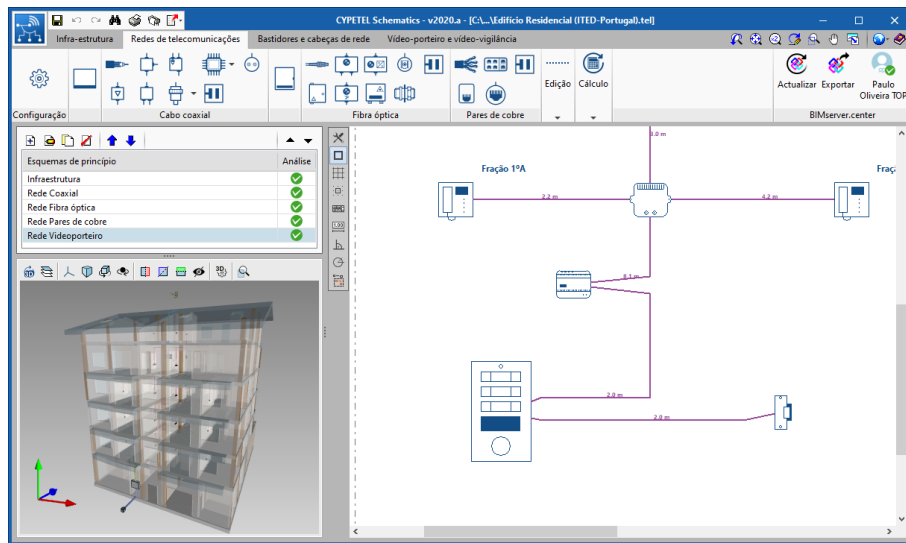 CYPETEL Schematics - v2020.a - [C:\...\Edifício Residencial (ITED-Portugal).tel]
Infra-estrutura Redes de telecomunicações Bastidores e cabeças de rede Vídeo-porteiro e vídeo-vigilância
Edição Cálculo Actualizar Exportar Paulo
Oliveira TOP
Configuração Cabo coaxial Fibra óptica Pares de cobre BIMserver.center
Esquemas de princípio Análise
Infraestrutura
Rede Coaxial
Rede Fibra óptica
Rede Pares de cobre
Rede Videoporteiro
Fração 1ºA
Fraç
2.2 m
4.2 m
0.1 m
2.0 m
2.0 m